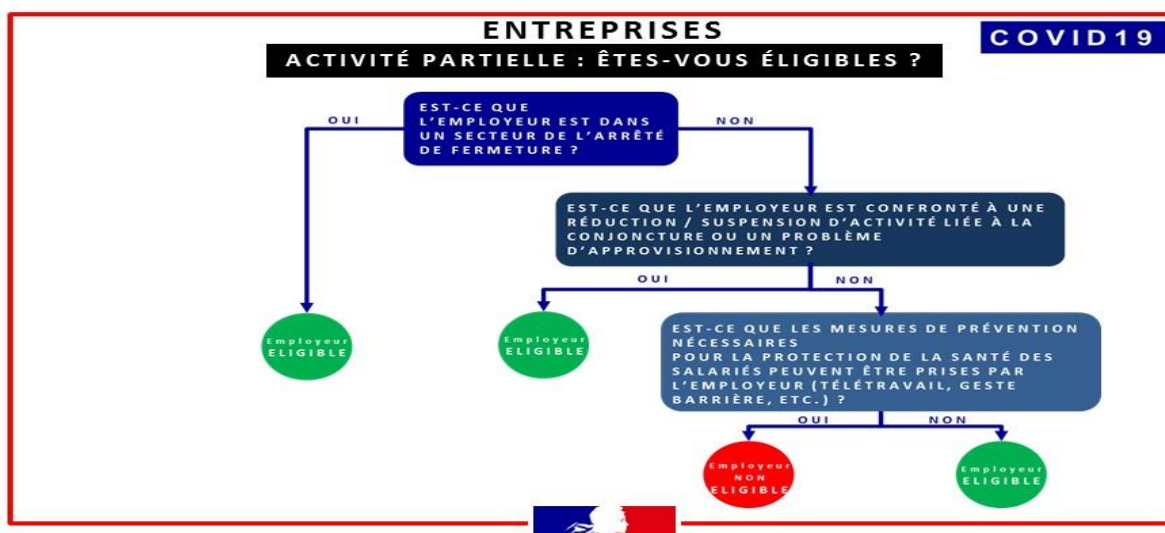 ENTREPRISES
COVID19
ACTIVITÉ PARTIELLE : ÊTES-VOUS ÉLIGIBLES ?
EST-CE QUE
L'EMPLOYEUR EST DANS
UN SECTEUR DE L'ARRÊTÉ
DE FERMETURE ?
OUI
NON
EST-CE QUE L'EMPLOYEUR EST CONFRONTÉ À UNE
RÉDUCTION / SUSPENSION D'ACTIVITÉ LIÉE À LA
CONJONCTURE OU UN PROBLÈME
D'APPROVISIONNEMENT ?
OUI
NON
Employeur
ELIGIBLE
Employeur
ELIGIBLE
EST-CE QUE LES MESURES DE PRÉVENTION
NÉCESSAIRES
POUR LA PROTECTION DE LA SANTÉ DES
SALARIÉS PEUVENT ÊTRE PRISES PAR
L'EMPLOYEUR (TÉLÉTRAVAIL, GESTE
BARRIÈRE, ETC.) ?
OUI
NON
Employeur
NON
ELIGIBLE
Employeur
ELIGIBLE